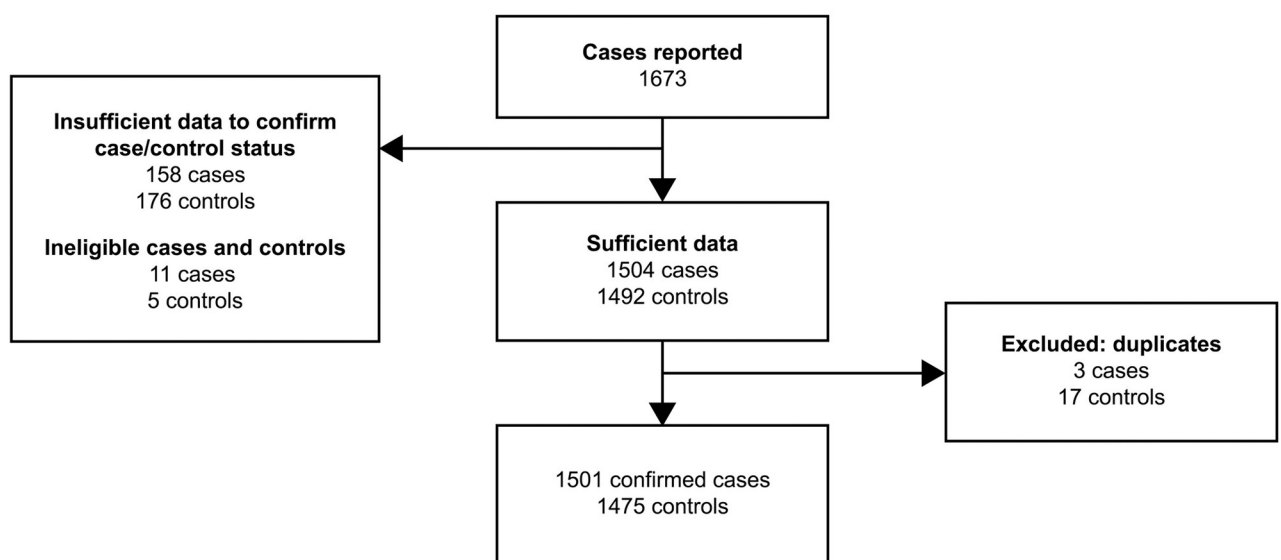 Cases reported
1673
Insufficient data to confirm
case/control status
158 cases
176 controls
Ineligible cases and controls
11 cases
5 controls
Sufficient data
1504 cases
1492 controls
Excluded: duplicates
3 cases
17 controls
1501 confirmed cases
1475 controls